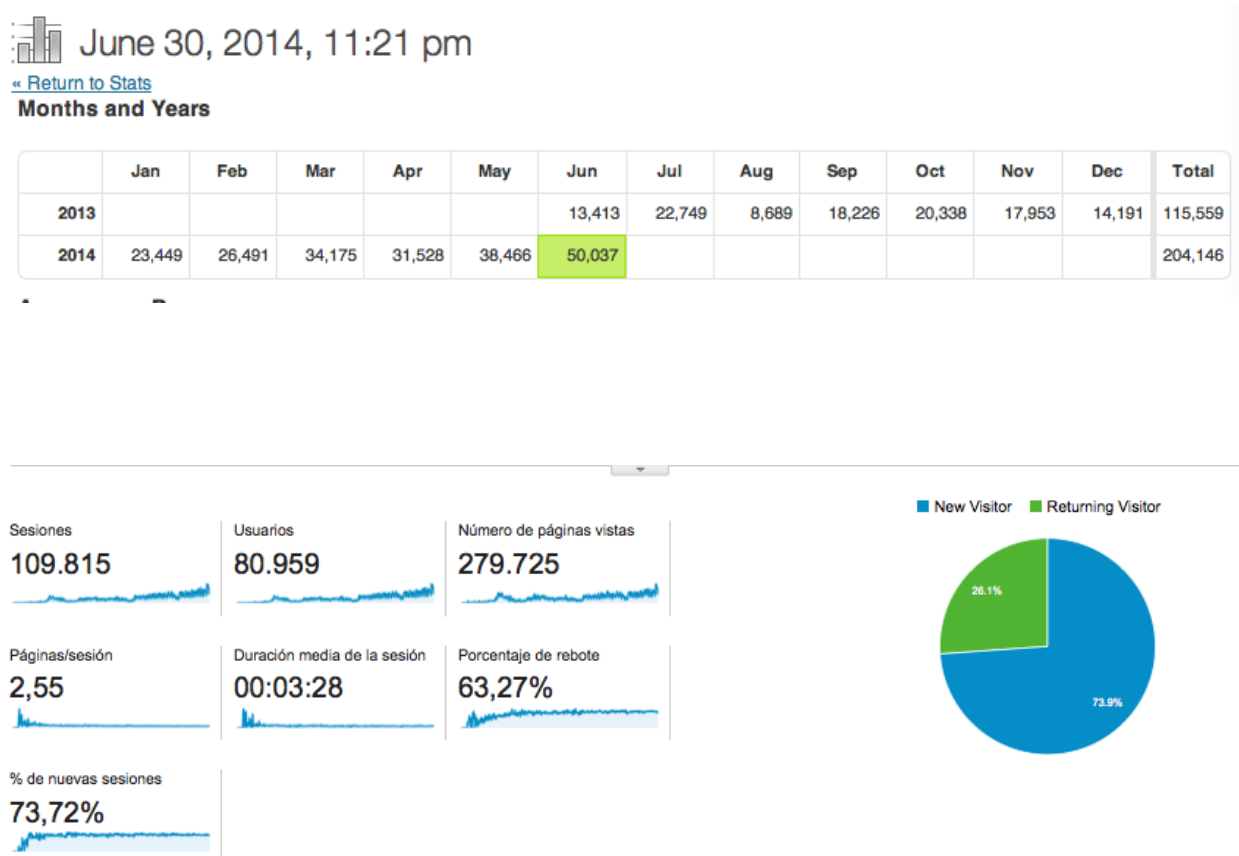 June 30, 2014, 11:21 pm
« Return to Stats
Months and Years
Jan Feb Mar Apr May Jun Jul Aug Sep Oct Nov Dec Total
2013 13,413 22,749 8,689 18,226 20,338 17,953 14,191 115,559
2014 23,449 26,491 34,175 31,528 38,466 50,037 204,146
New Visitor Returning Visitor
Sesiones Usuarios Número de páginas vistas
109.815 80.959 279.725
26.1%
Páginas/sesión Duración media de la sesión Porcentaje de rebote
2,55 00:03:28 63,27%
73.9%
% de nuevas sesiones
73,72%